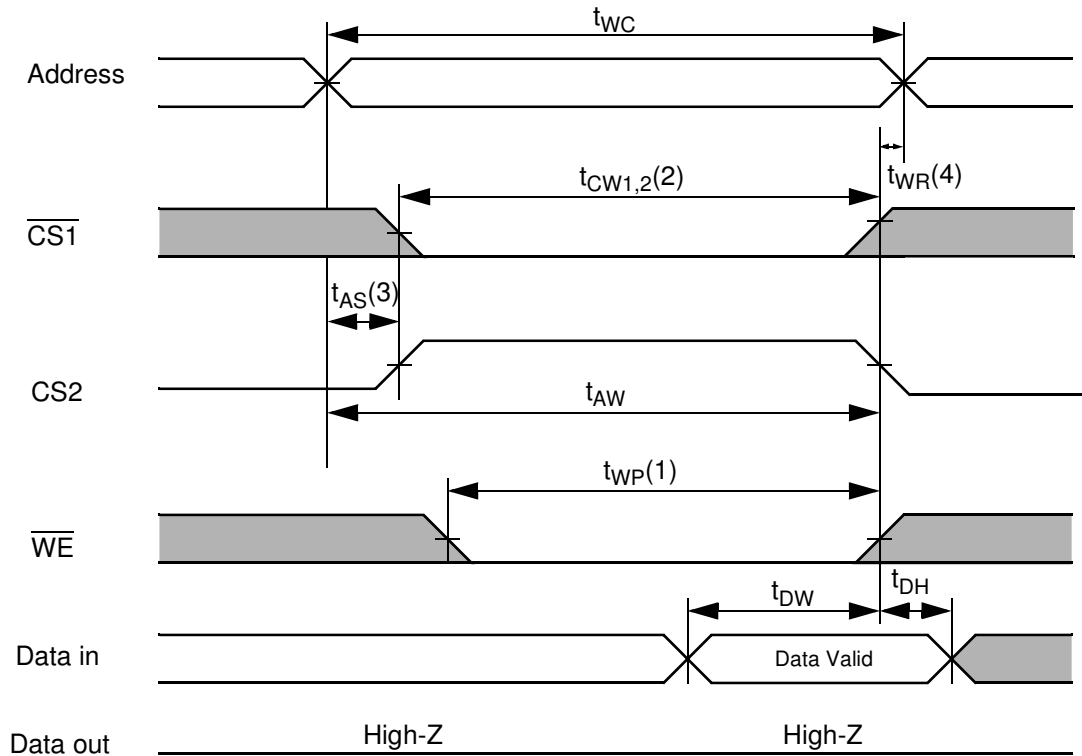 tWC
Address
tCW1,2(2)
tWR(4)
CS1
tAS(3)
CS2
tAW
tWP(1)
WE
tDW
tDH
Data in
Data Valid
Data out
High-Z
High-Z